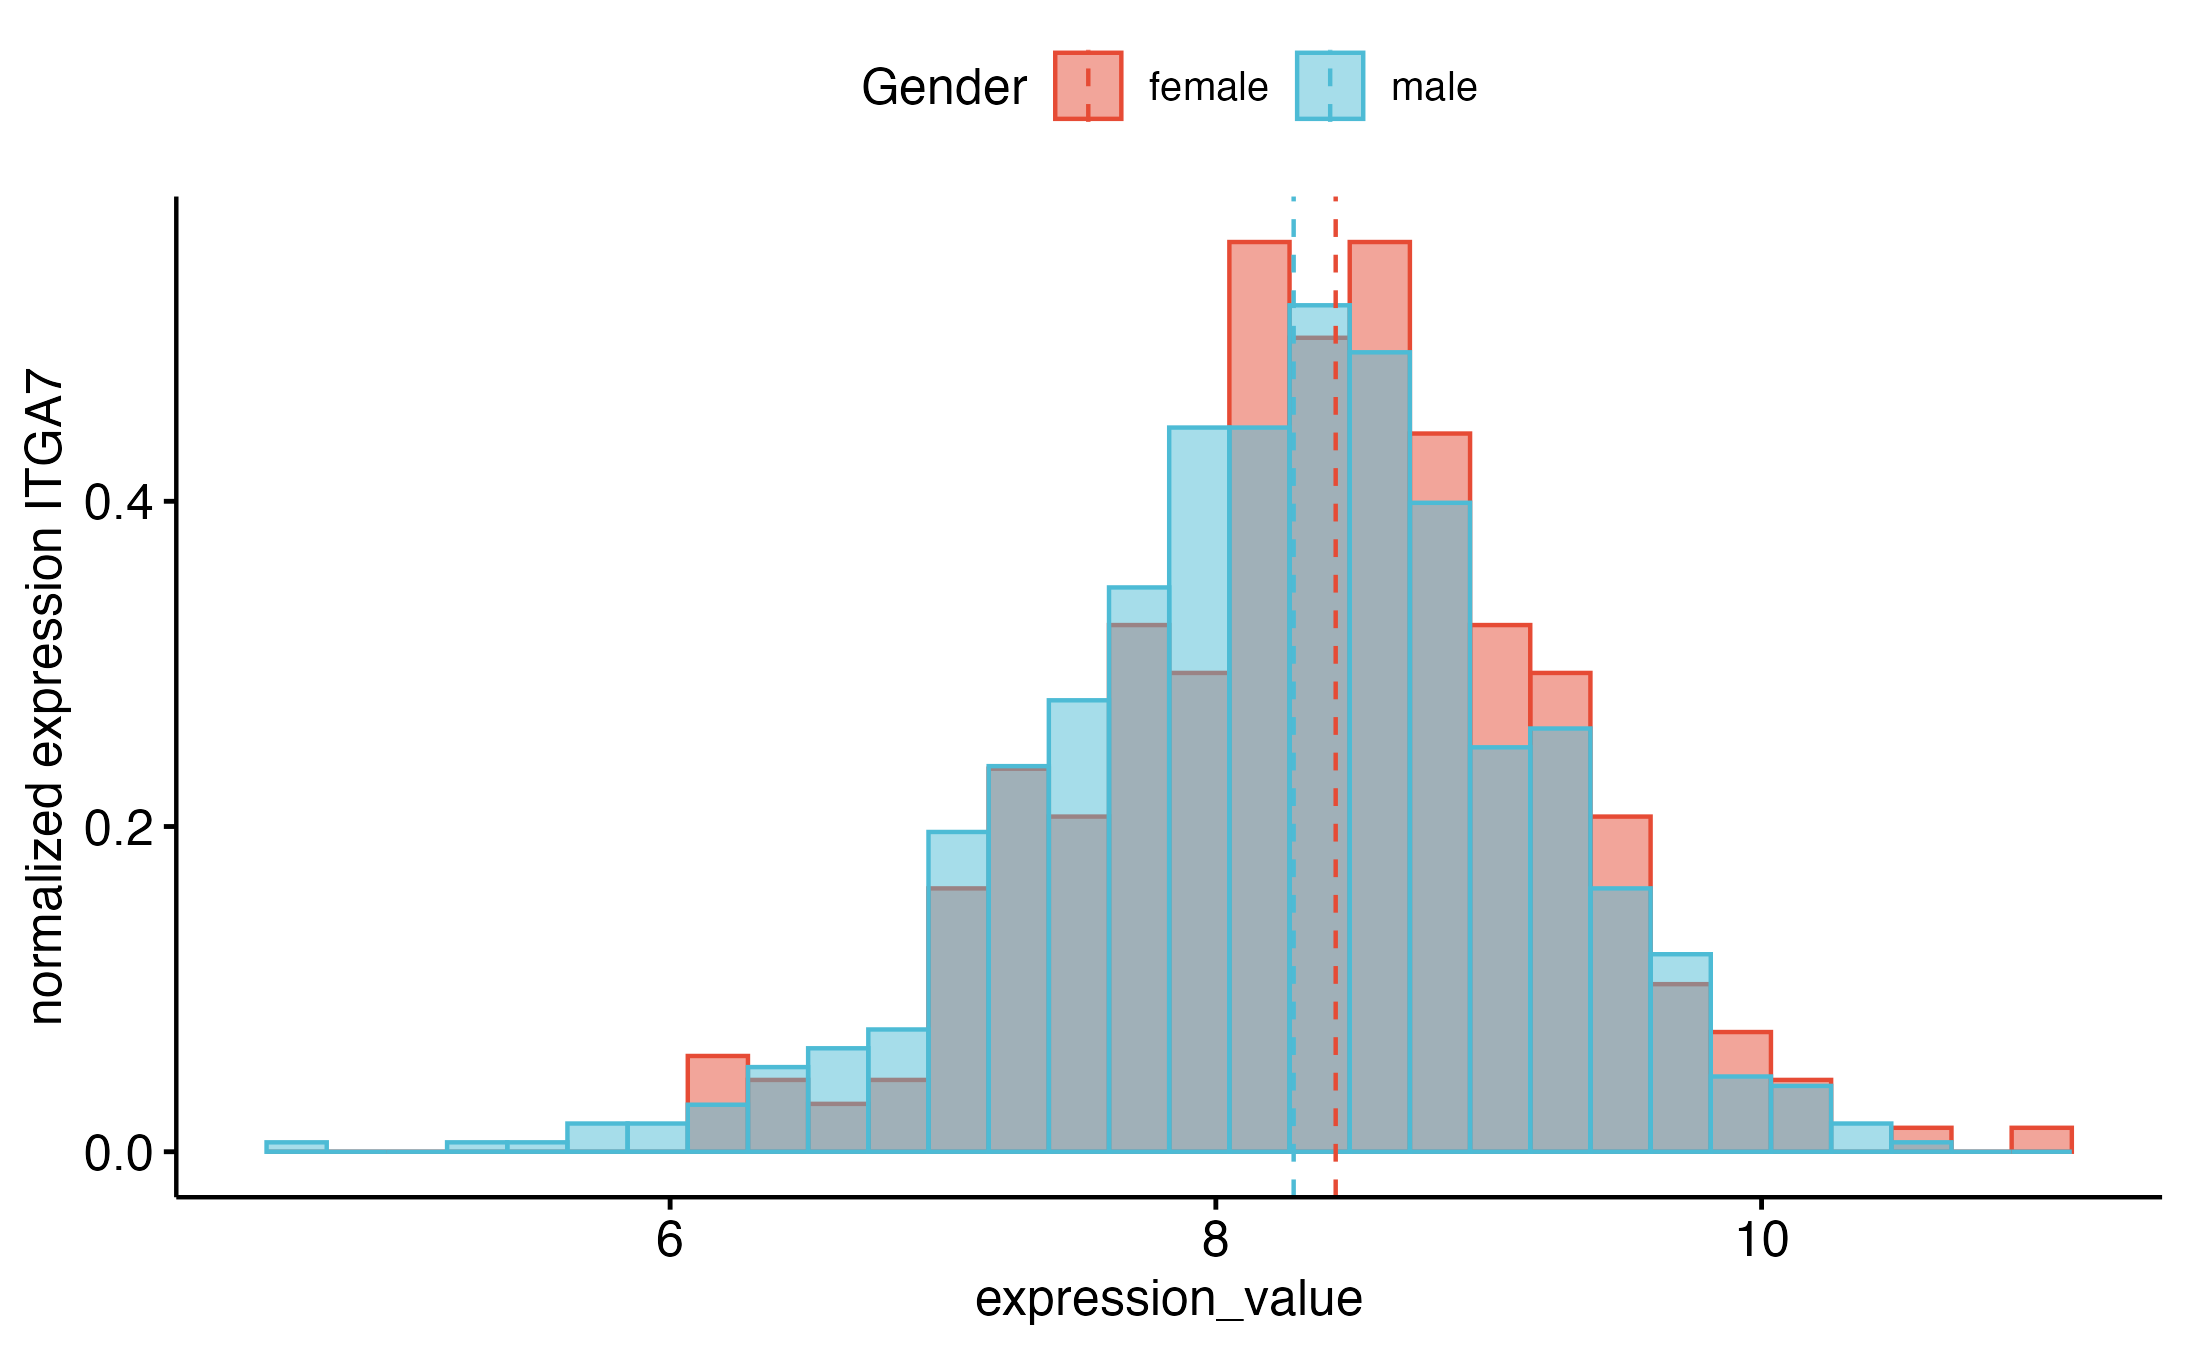 Gender female male
normalized expression ITGA7
0.4
0.2
0.0
6 8 10
expression_value